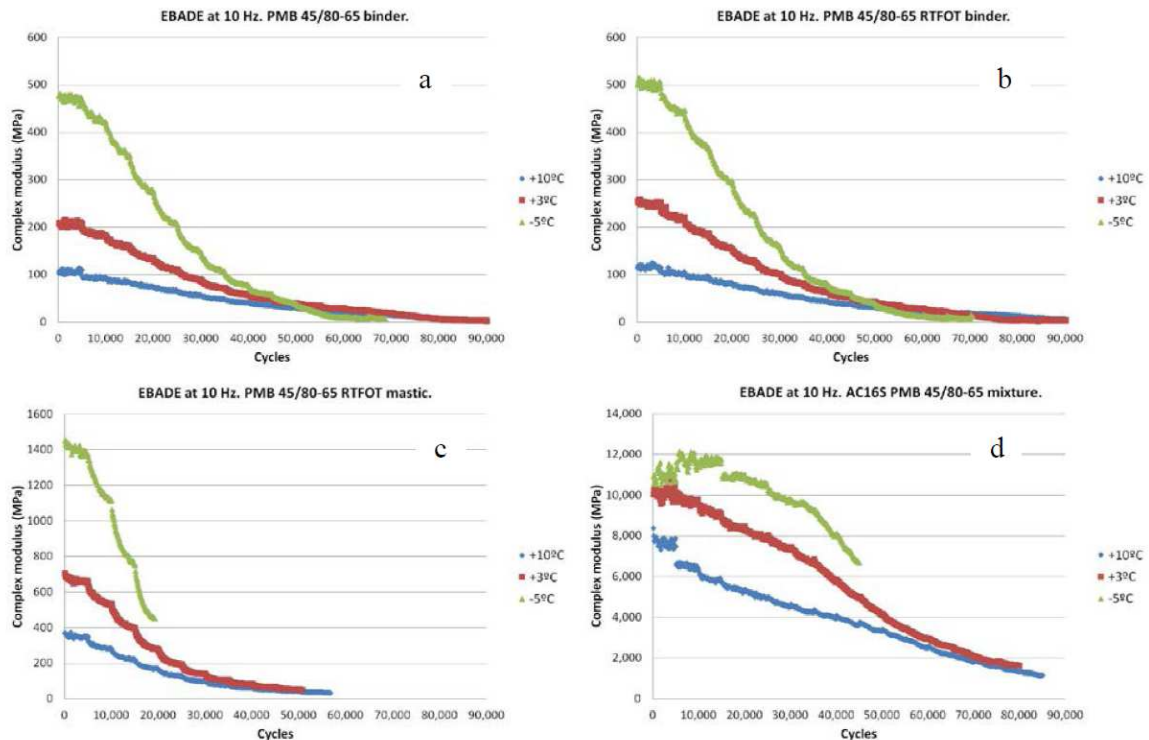 EBADE at 10 Hz. PMB 45/80-65 binder.
a
Complex modulus (MPa)
600
500
400
300
200
100
0
0 10,000 20,000 30,000 40,000 50,000 60,000 70,000 80,000 90,000
Cycles
+10ºC
+3ºC
-5ºC
EBADE at 10 Hz. PMB 45/80-65 RTFOT binder.
b
Complex modulus (MPa)
600
500
400
300
200
100
0
0 10,000 20,000 30,000 40,000 50,000 60,000 70,000 80,000 90,000
Cycles
+10ºC
+3ºC
-5ºC
EBADE at 10 Hz. PMB 45/80-65 RTFOT mastic.
c
Complex modulus (MPa)
1600
1400
1200
1000
800
600
400
200
0
0 10,000 20,000 30,000 40,000 50,000 60,000 70,000 80,000 90,000
Cycles
+10ºC
+3ºC
-5ºC
EBADE at 10 Hz. AC16S PMB 45/80-65 mixture.
d
Complex modulus (MPa)
14,000
12,000
10,000
8,000
6,000
4,000
2,000
0
0 10,000 20,000 30,000 40,000 50,000 60,000 70,000 80,000 90,000
Cycles
+10ºC
+3ºC
-5ºC